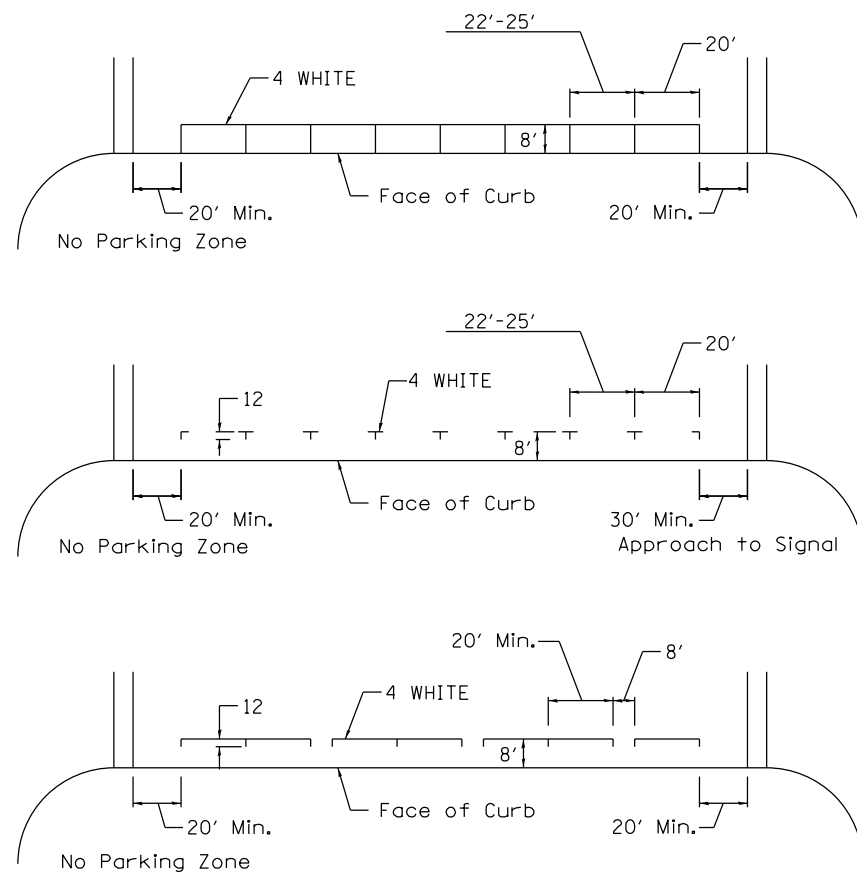 22'-25'
20'
4 WHITE
8'
Face of Curb
20' Min.
20' Min.
No Parking Zone
22'-25'
20'
4 WHITE
12
8'
Face of Curb
20' Min.
30' Min.
No Parking Zone
Approach to Signal
20' Min.
8'
4 WHITE
12
8'
Face of Curb
20' Min.
20' Min.
No Parking Zone